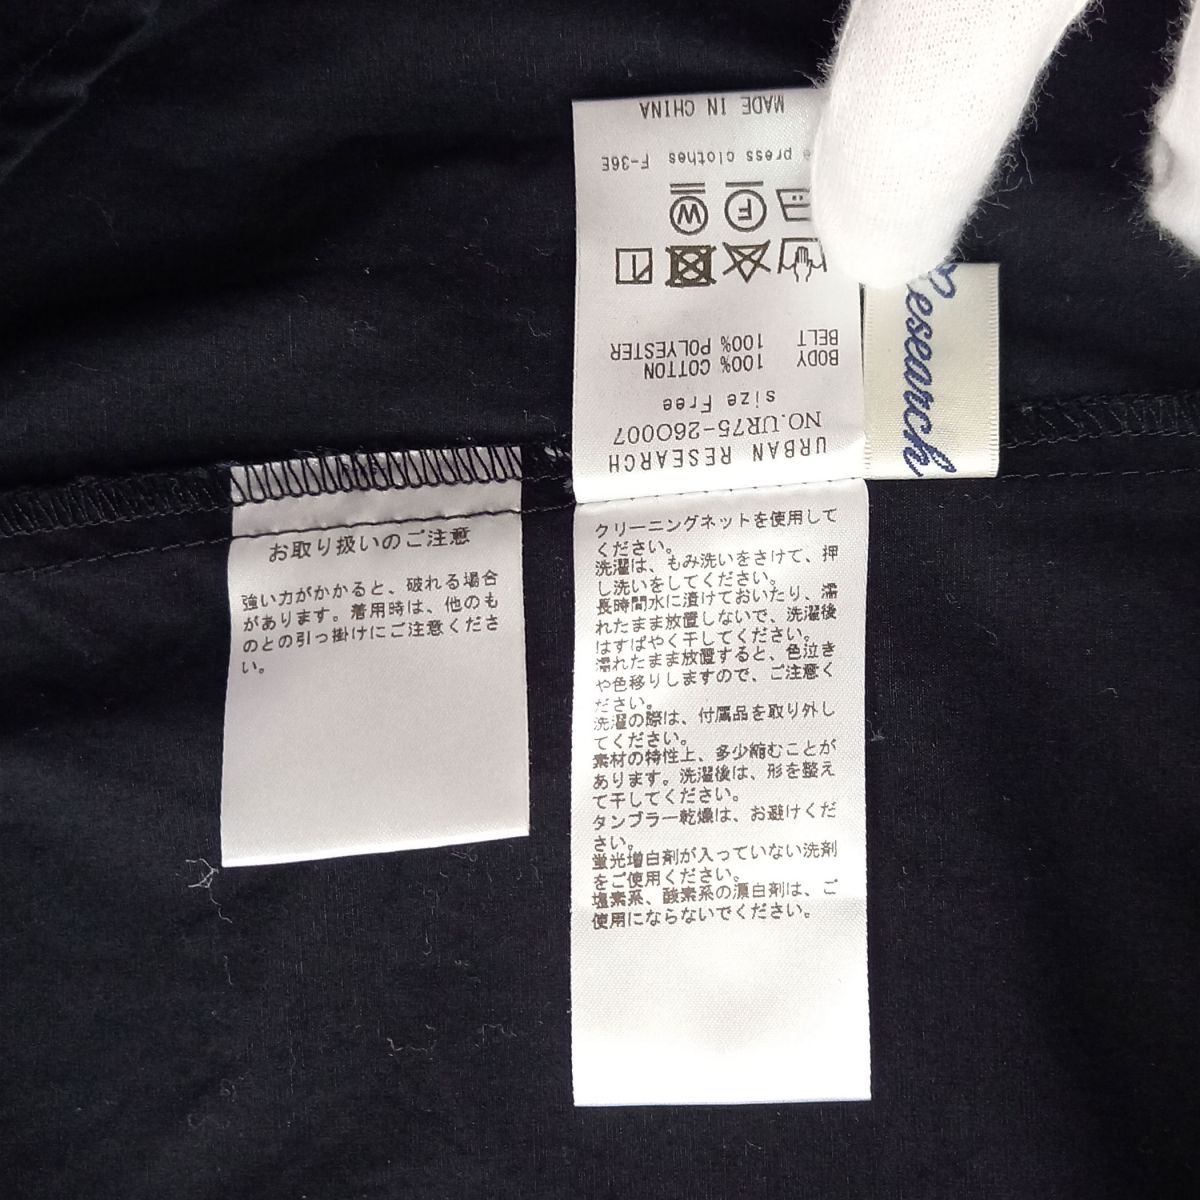 URBAN RESEARCH
NO.UR75-26O007
size Free
BODY 100% COTTON
BELT 100% POLYESTER
W F
press clothes F-36E
MADE IN CHINA
esearch
お取り扱いのご注意
強い力がかかると、破れる場合
があります。着用時は、他のも
のとの引っ掛けにご注意くださ
い。
クリーニングネットを使用して
ください。
洗濯は、もみ洗いをさけて、押
し洗いをしてください。
長時間水に漬けておいたり、濡
れたまま放置しないで、洗濯後
はすばやく干してください。
濡れたまま放置すると、色泣き
や色移りしますので、ご注意く
ださい。
洗濯の際は、付属品を取り外し
てください。
素材の特性上、多少縮むことが
あります。洗濯後は、形を整え
て干してください。
タンブラー乾燥は、お避けくだ
さい。
蛍光増白剤が入っていない洗剤
をご使用ください。
塩素系、酸素系の漂白剤は、ご
使用にならないでください。